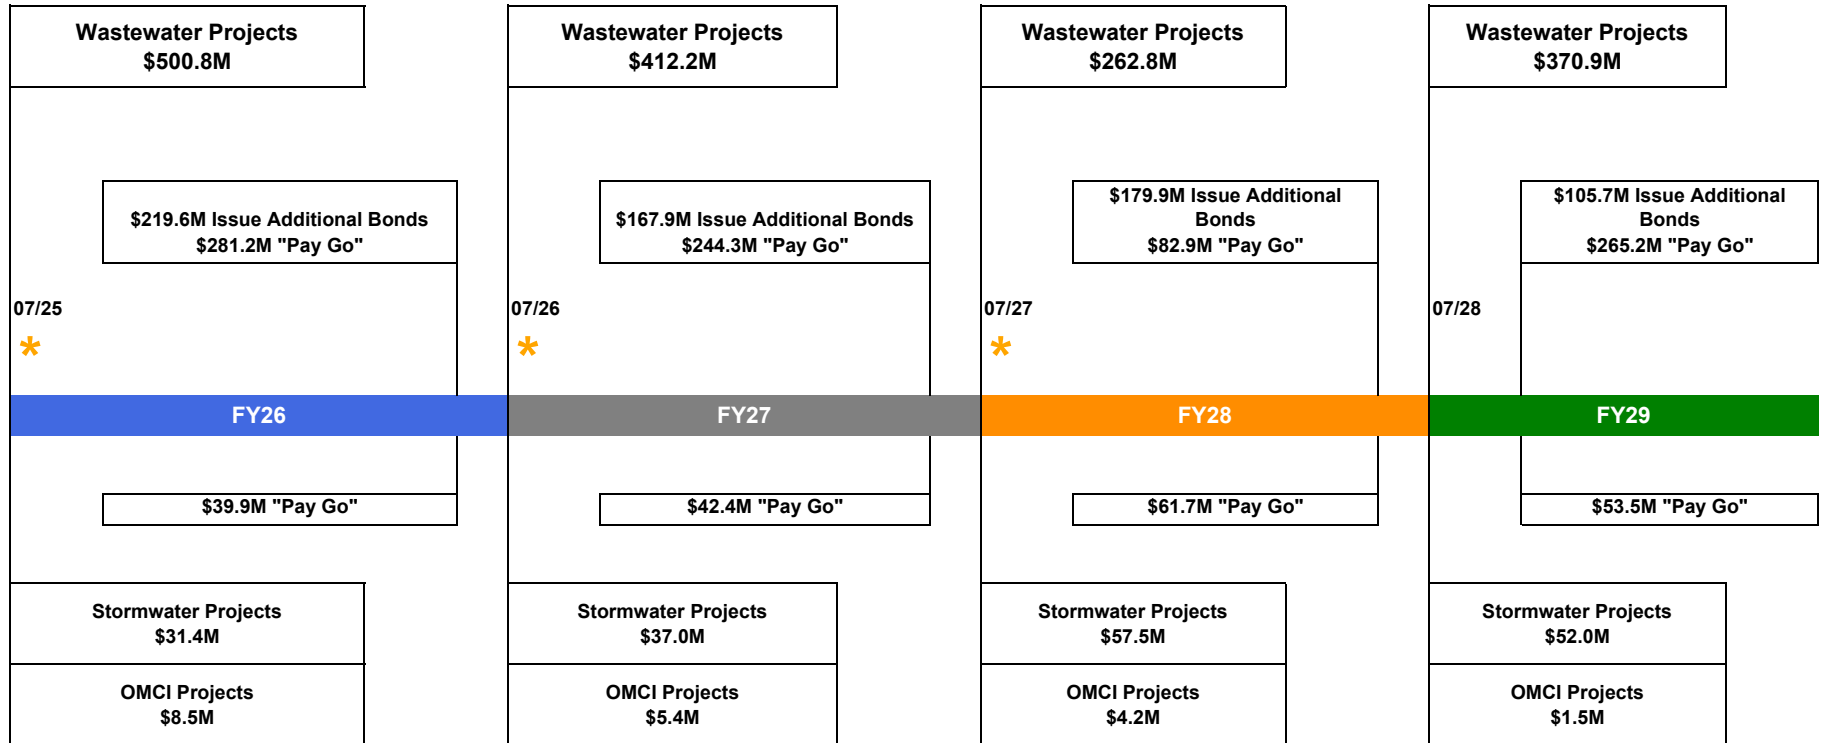 Wastewater Projects
$500.8M
Wastewater Projects
$412.2M
Wastewater Projects
$262.8M
Wastewater Projects
$370.9M
$219.6M Issue Additional Bonds
$281.2M "Pay Go"
$167.9M Issue Additional Bonds
$244.3M "Pay Go"
$179.9M Issue Additional
Bonds
$82.9M "Pay Go"
$105.7M Issue Additional
Bonds
$265.2M "Pay Go"
07/25
*
07/26
*
07/27
*
07/28
FY26
FY27
FY28
FY29
$39.9M "Pay Go"
$42.4M "Pay Go"
$61.7M "Pay Go"
$53.5M "Pay Go"
Stormwater Projects
$31.4M
Stormwater Projects
$37.0M
Stormwater Projects
$57.5M
Stormwater Projects
$52.0M
OMCI Projects
$8.5M
OMCI Projects
$5.4M
OMCI Projects
$4.2M
OMCI Projects
$1.5M